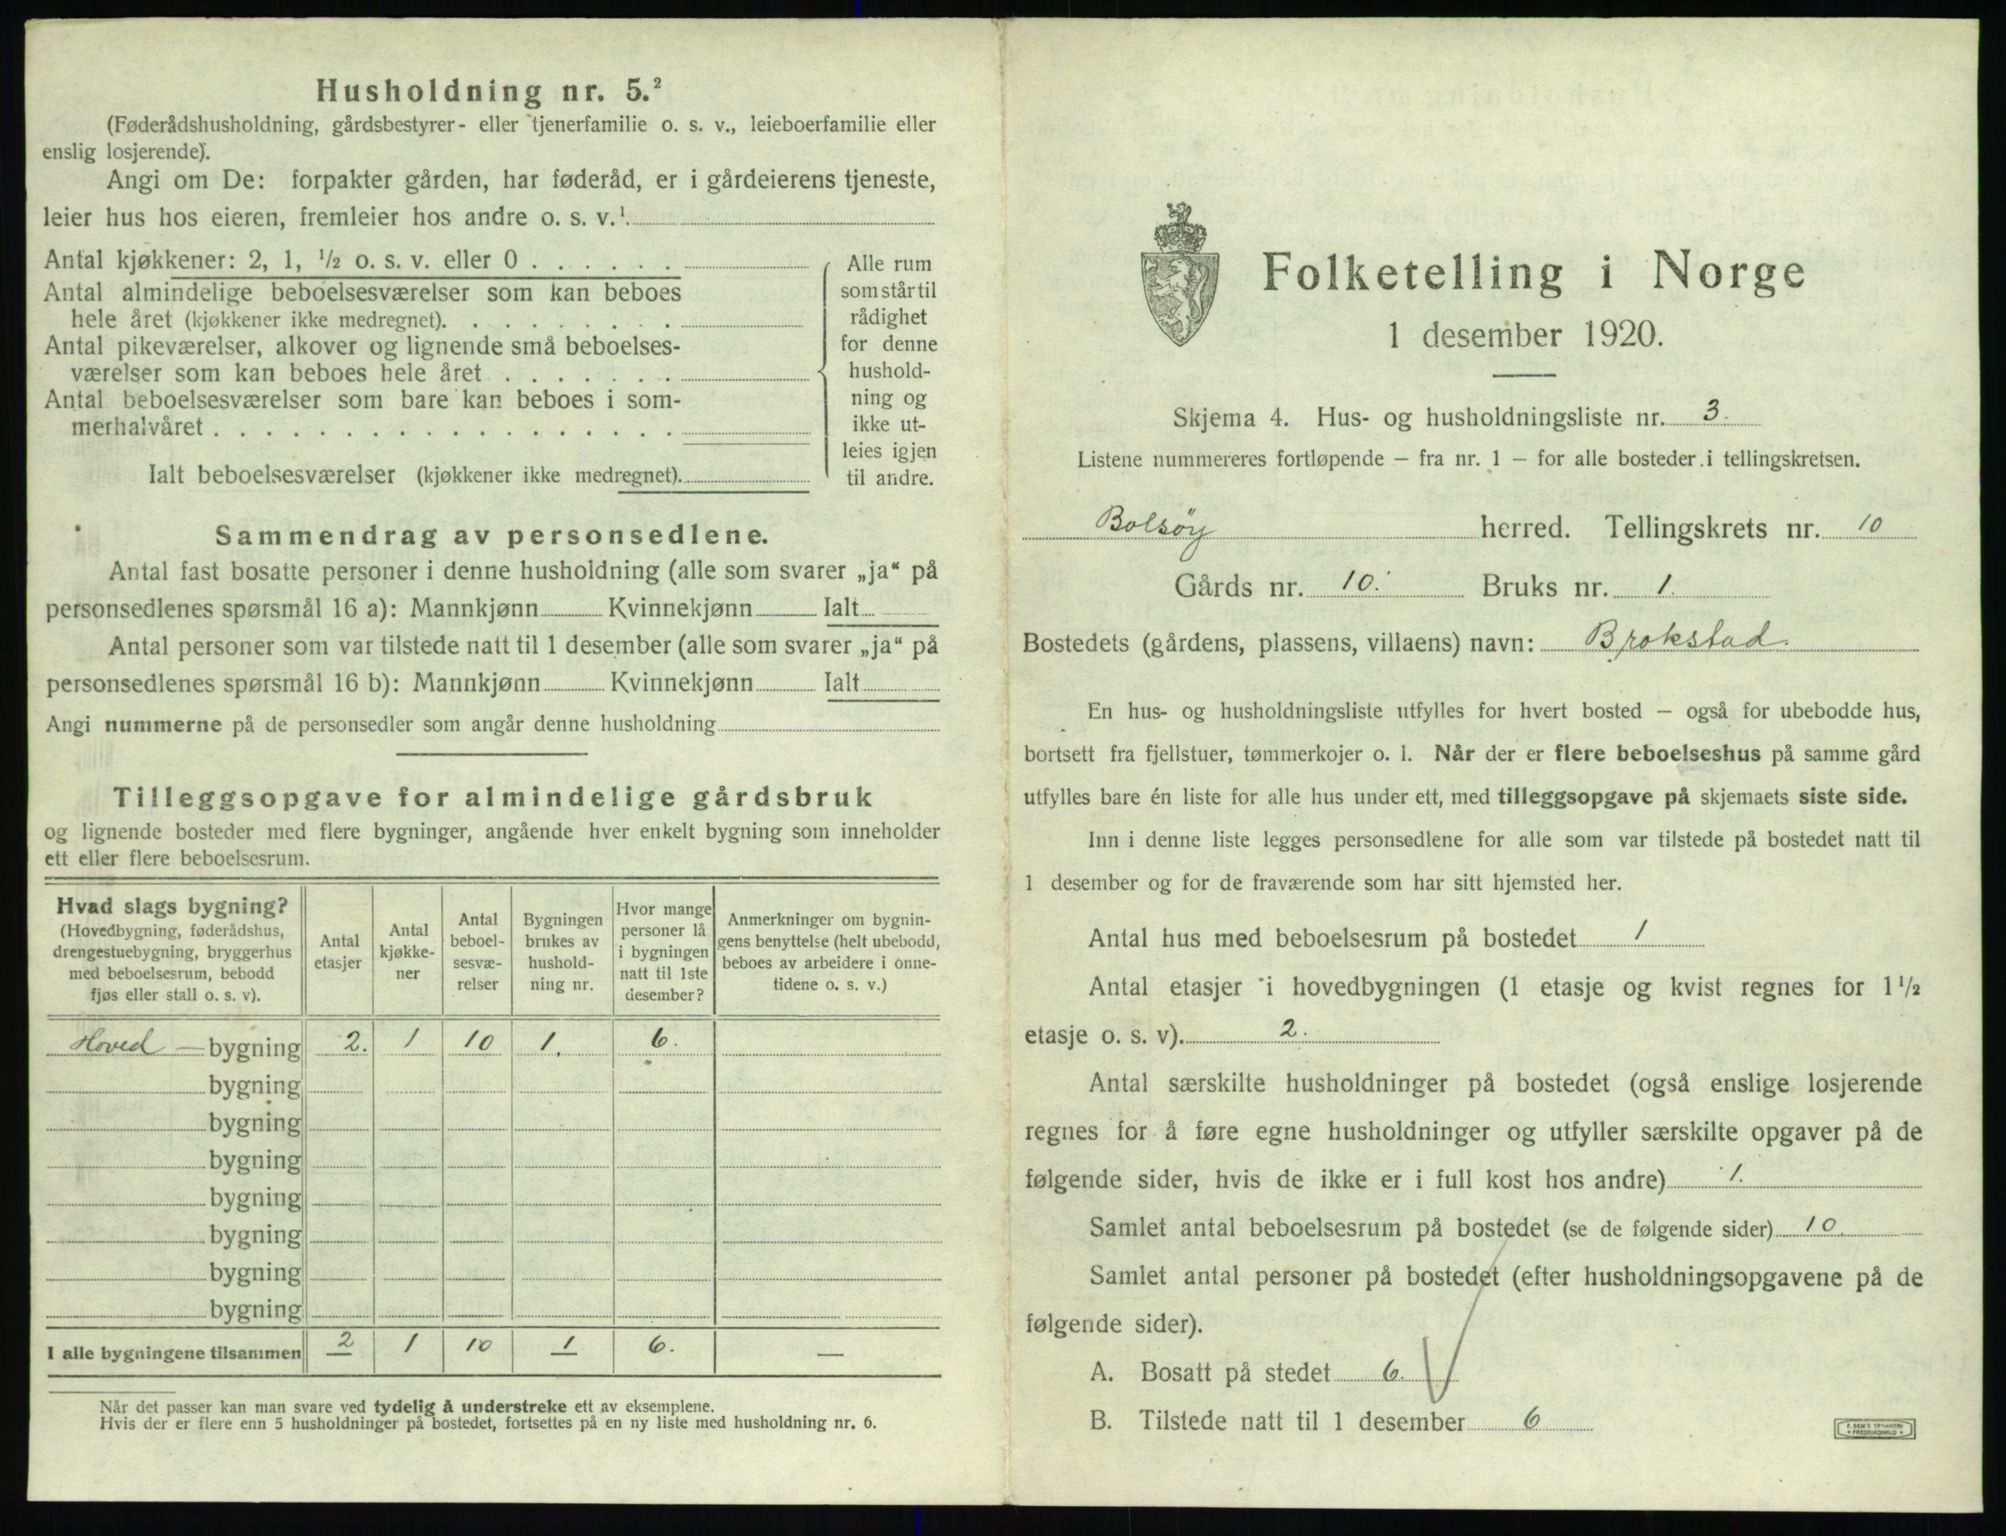 Husholdning nr. 5.²
(Føderådshusholdning, gårdsbestyrer- eller tjenerfamilie o. s. v., leieboerfamilie eller
enslig losjerende).
Angi om De: forpakter gården, har føderåd, er i gårdeierens tjeneste,
leier hus hos eieren, fremleier hos andre o. s. v.¹
Antal kjøkkener: 2, 1, ½ o. s. v. eller 0 . . . . . .
Antal almindelige beboelsesværelser som kan beboes
hele året (kjøkkener ikke medregnet). . . . . . . . .
Antal pikeværelser, alkover og lignende små beboelses-
værelser som kan beboes hele året . . . . . . .
Antal beboelsesværelser som bare kan beboes i som-
merhalvåret . . . . . . . . . . . . . . . . . .
Ialt beboelsesværelser (kjøkkener ikke medregnet).
Alle rum
som står til
rådighet
for denne
hushold-
ning og
ikke ut-
leies igjen
til andre.
Sammendrag av personsedlene.
Antal fast bosatte personer i denne husholdning (alle som svarer „ja“ på
personsedlenes spørsmål 16 a): Mannkjønn Kvinnekjønn Ialt
Antal personer som var tilstede natt til 1 desember (alle som svarer „ja“ på
personsedlenes spørsmål 16 b): Mannkjønn Kvinnekjønn Ialt
Angi nummerne på de personsedler som angår denne husholdning
Tilleggsopgave for almindelige gårdsbruk
og lignende bosteder med flere bygninger, angående hver enkelt bygning som inneholder
ett eller flere beboelsesrum.
Hvad slags bygning?
(Hovedbygning, føderådshus,
drengestuebygning, bryggerhus
med beboelsesrum, bebodd
fjøs eller stall o. s. v).
Antal
etasjer
Antal
kjøkke-
ner
Antal
beboel-
sesvæ-
relser
Bygningen
brukes av
hushold-
ning nr.
Hvor mange
personer lå
i bygningen
natt til 1ste
desember?
Anmerkninger om bygnin-
gens benyttelse (helt ubebodd,
beboes av arbeidere i onne-
tidene o. s. v.)
Hoved — bygning 2. 1 10 1. 6.
bygning
bygning
bygning
bygning
bygning
bygning
bygning
I alle bygningene tilsammen 2 1 10 1 6. —
Når det passer kan man svare ved tydelig å understreke ett av eksemplene.
Hvis der er flere enn 5 husholdninger på bostedet, fortsettes på en ny liste med husholdning nr. 6.
Folketelling i Norge
1 desember 1920.
Skjema 4. Hus- og husholdningsliste nr. 3.
Listene nummereres fortløpende — fra nr. 1 — for alle bosteder i tellingskretsen.
Bolsøy herred. Tellingskrets nr. 10
Gårds nr. 10. Bruks nr. 1.
Bostedets (gårdens, plassens, villaens) navn: Brokstad.
En hus- og husholdningsliste utfylles for hvert bosted — også for ubebodde hus,
bortsett fra fjellstuer, tømmerkojer o. l. Når der er flere beboelseshus på samme gård
utfylles bare én liste for alle hus under ett, med tilleggsopgave på skjemaets siste side.
Inn i denne liste legges personsedlene for alle som var tilstede på bostedet natt til
1 desember og for de fraværende som har sitt hjemsted her.
Antal hus med beboelsesrum på bostedet 1
Antal etasjer i hovedbygningen (1 etasje og kvist regnes for 1½
etasje o. s. v). 2.
Antal særskilte husholdninger på bostedet (også enslige losjerende
regnes for å føre egne husholdninger og utfyller særskilte opgaver på de
følgende sider, hvis de ikke er i full kost hos andre) 1.
Samlet antal beboelsesrum på bostedet (se de følgende sider) 10.
Samlet antal personer på bostedet (efter husholdningsopgavene på de
følgende sider).
A. Bosatt på stedet 6.
B. Tilstede natt til 1 desember 6